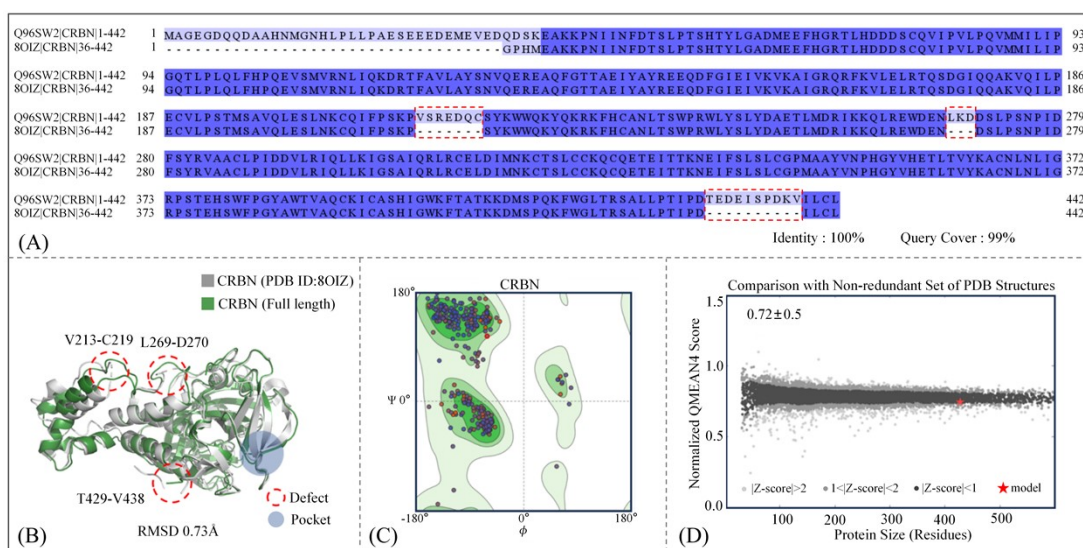 (A)
Q96SW2|CRBN|1-442 1 MAGEGDQQDAAHNMGNHLPLLPAESEEEDEMEVEDQDSKEAKKPNIINFDTSLPTSHTYLGADMEEFHGRTLHDDDSCQVIPVLPQVMMILIP 93
8OIZ|CRBN|36-442 1 -----------------------------------GPHMEAKKPNIINFDTSLPTSHTYLGADMEEFHGRTLHDDDSCQVIPVLPQVMMILIP 93
Q96SW2|CRBN|1-442 94 GQTLPLQLFHPQEVSMVRNLIQKDRTFAVLAYSNVQEREAQFGTTAEIYAYREEQDFGIEIVKVKAIGRQRFKVLELRTQSDGIQQAKVQILP 186
8OIZ|CRBN|36-442 94 GQTLPLQLFHPQEVSMVRNLIQKDRTFAVLAYSNVQEREAQFGTTAEIYAYREEQDFGIEIVKVKAIGRQRFKVLELRTQSDGIQQAKVQILP 186
Q96SW2|CRBN|1-442 187 ECVLPSTMSAVQLESLNKCQIFPSKPVSREDQCSYKWWQKYQKRKFHCANLTSWPRWLYSLYDAETLMDRIKKQLREWDENLKDDSLPSNPID 279
8OIZ|CRBN|36-442 187 ECVLPSTMSAVQLESLNKCQIFPSKP-------SYKWWQKYQKRKFHCANLTSWPRWLYSLYDAETLMDRIKKQLREWDEN---DSLPSNPID 279
Q96SW2|CRBN|1-442 280 FSYRVAACLPIDDVLRIQLLKIGSAIQRLRCELDIMNKCTSLCCKQCQETEITTKNEIFSLSLCGPMAAYVNPHGYVHETLTVYKACNLNLIG 372
8OIZ|CRBN|36-442 280 FSYRVAACLPIDDVLRIQLLKIGSAIQRLRCELDIMNKCTSLCCKQCQETEITTKNEIFSLSLCGPMAAYVNPHGYVHETLTVYKACNLNLIG 372
Q96SW2|CRBN|1-442 373 RPSTEHSWFPGYAWTVAQCKICASHIGWKFTATKKDMSPQKFWGLTRSALLPTIPDTEDEISPDKVILCL 442
8OIZ|CRBN|36-442 373 RPSTEHSWFPGYAWTVAQCKICASHIGWKFTATKKDMSPQKFWGLTRSALLPTIPD----------ILCL 442
Identity : 100% Query Cover : 99%
(B)
CRBN (PDB ID:8OIZ)
CRBN (Full length)
V213-C219 L269-D270
T429-V438
Defect
Pocket
RMSD 0.73Å
(C)
CRBN
180°
Ψ 0°
-180° 0° 180°
ϕ
(D)
Comparison with Non-redundant Set of PDB Structures
0.72±0.5
Normalized QMEAN4 Score
1.5
1.0
0.5
0.0
|Z-score|>2 1<|Z-score|<2 |Z-score|<1 model
100 200 300 400 500
Protein Size (Residues)